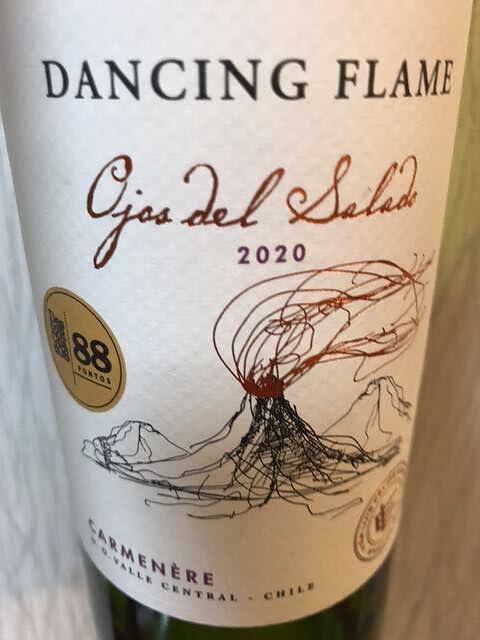 DANCING FLAME
Ojos del Salado
2020
88
PUNTOS
CARMENÈRE
D.O. VALLE CENTRAL - CHILE